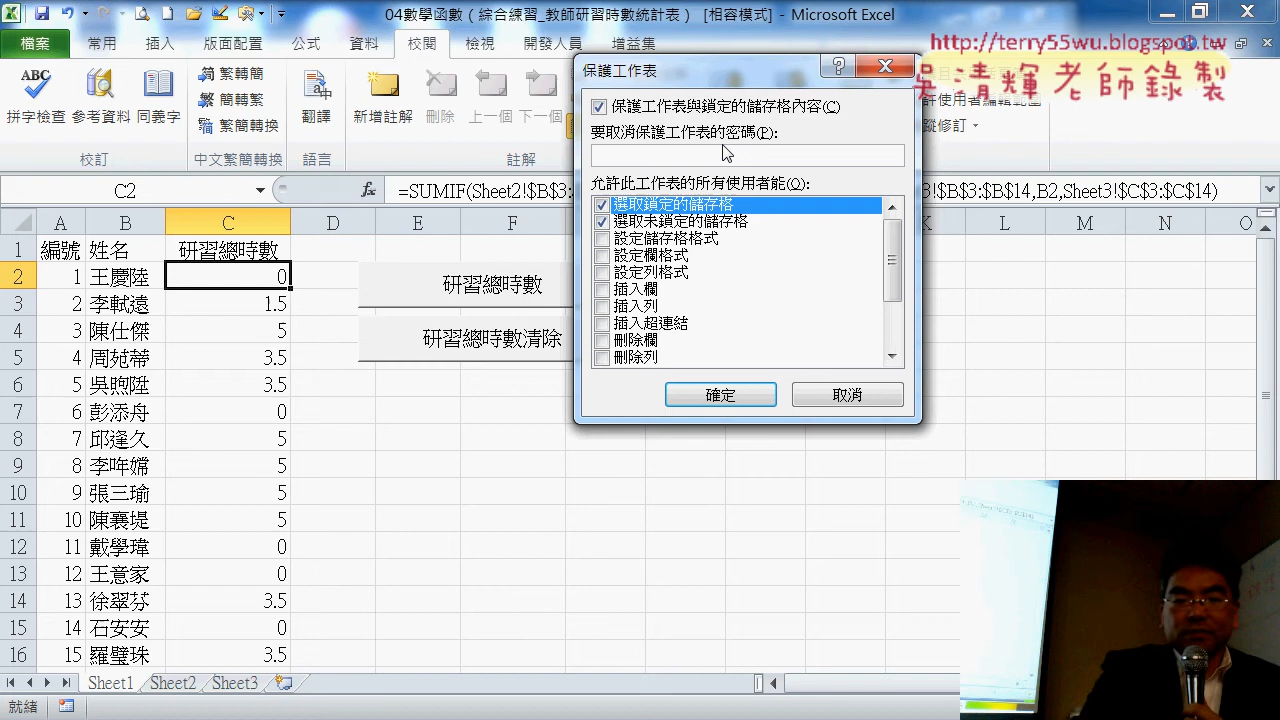 04數學函數（綜合練習_教師研習時數統計表） [相容模式] - Microsoft Excel
檔案 常用 插入 版面配置 公式 資料 校閱 檢視 開發人員 增益集
http://terry55wu.blogspot.tw
吳清輝老師錄製
拼字檢查 參考資料 同義字
繁轉簡
簡轉繁
繁簡轉換
翻譯
新增註解 刪除 上一個 下一個
許使用者編輯範圍
蹤修訂
校訂 中文繁簡轉換 語言 註解
C2
fx
=SUMIF(Sheet2!$B$3:
3!$B$3:$B$14,B2,Sheet3!$C$3:$C$14)
A B C D E F K L M N O
1 編號 姓名 研習總時數
2 1 王慶陸 0
3 2 李軾遠 1.5
4 3 陳仕傑 5
5 4 周苑蒂 3.5
6 5 吳煦陞 3.5
7 6 彭添舟 0
8 7 邱逢久 5
9 8 5
10 9 張三瑜 5
11 10 陳襄堤 5
12 11 戴學瑋 0
13 12 王意家 0
14 13 徐翠芬 3.5
15 14 石安安 0
16 15 羅璧珠 3.5
研習總時數
研習總時數清除
保護工作表
保護工作表與鎖定的儲存格內容(C)
要取消保護工作表的密碼(P):
允許此工作表的所有使用者能(O):
選取鎖定的儲存格
選取未鎖定的儲存格
設定儲存格格式
設定欄格式
設定列格式
插入欄
插入列
插入超連結
刪除欄
刪除列
確定 取消
Sheet1 Sheet2 Sheet3
就緒